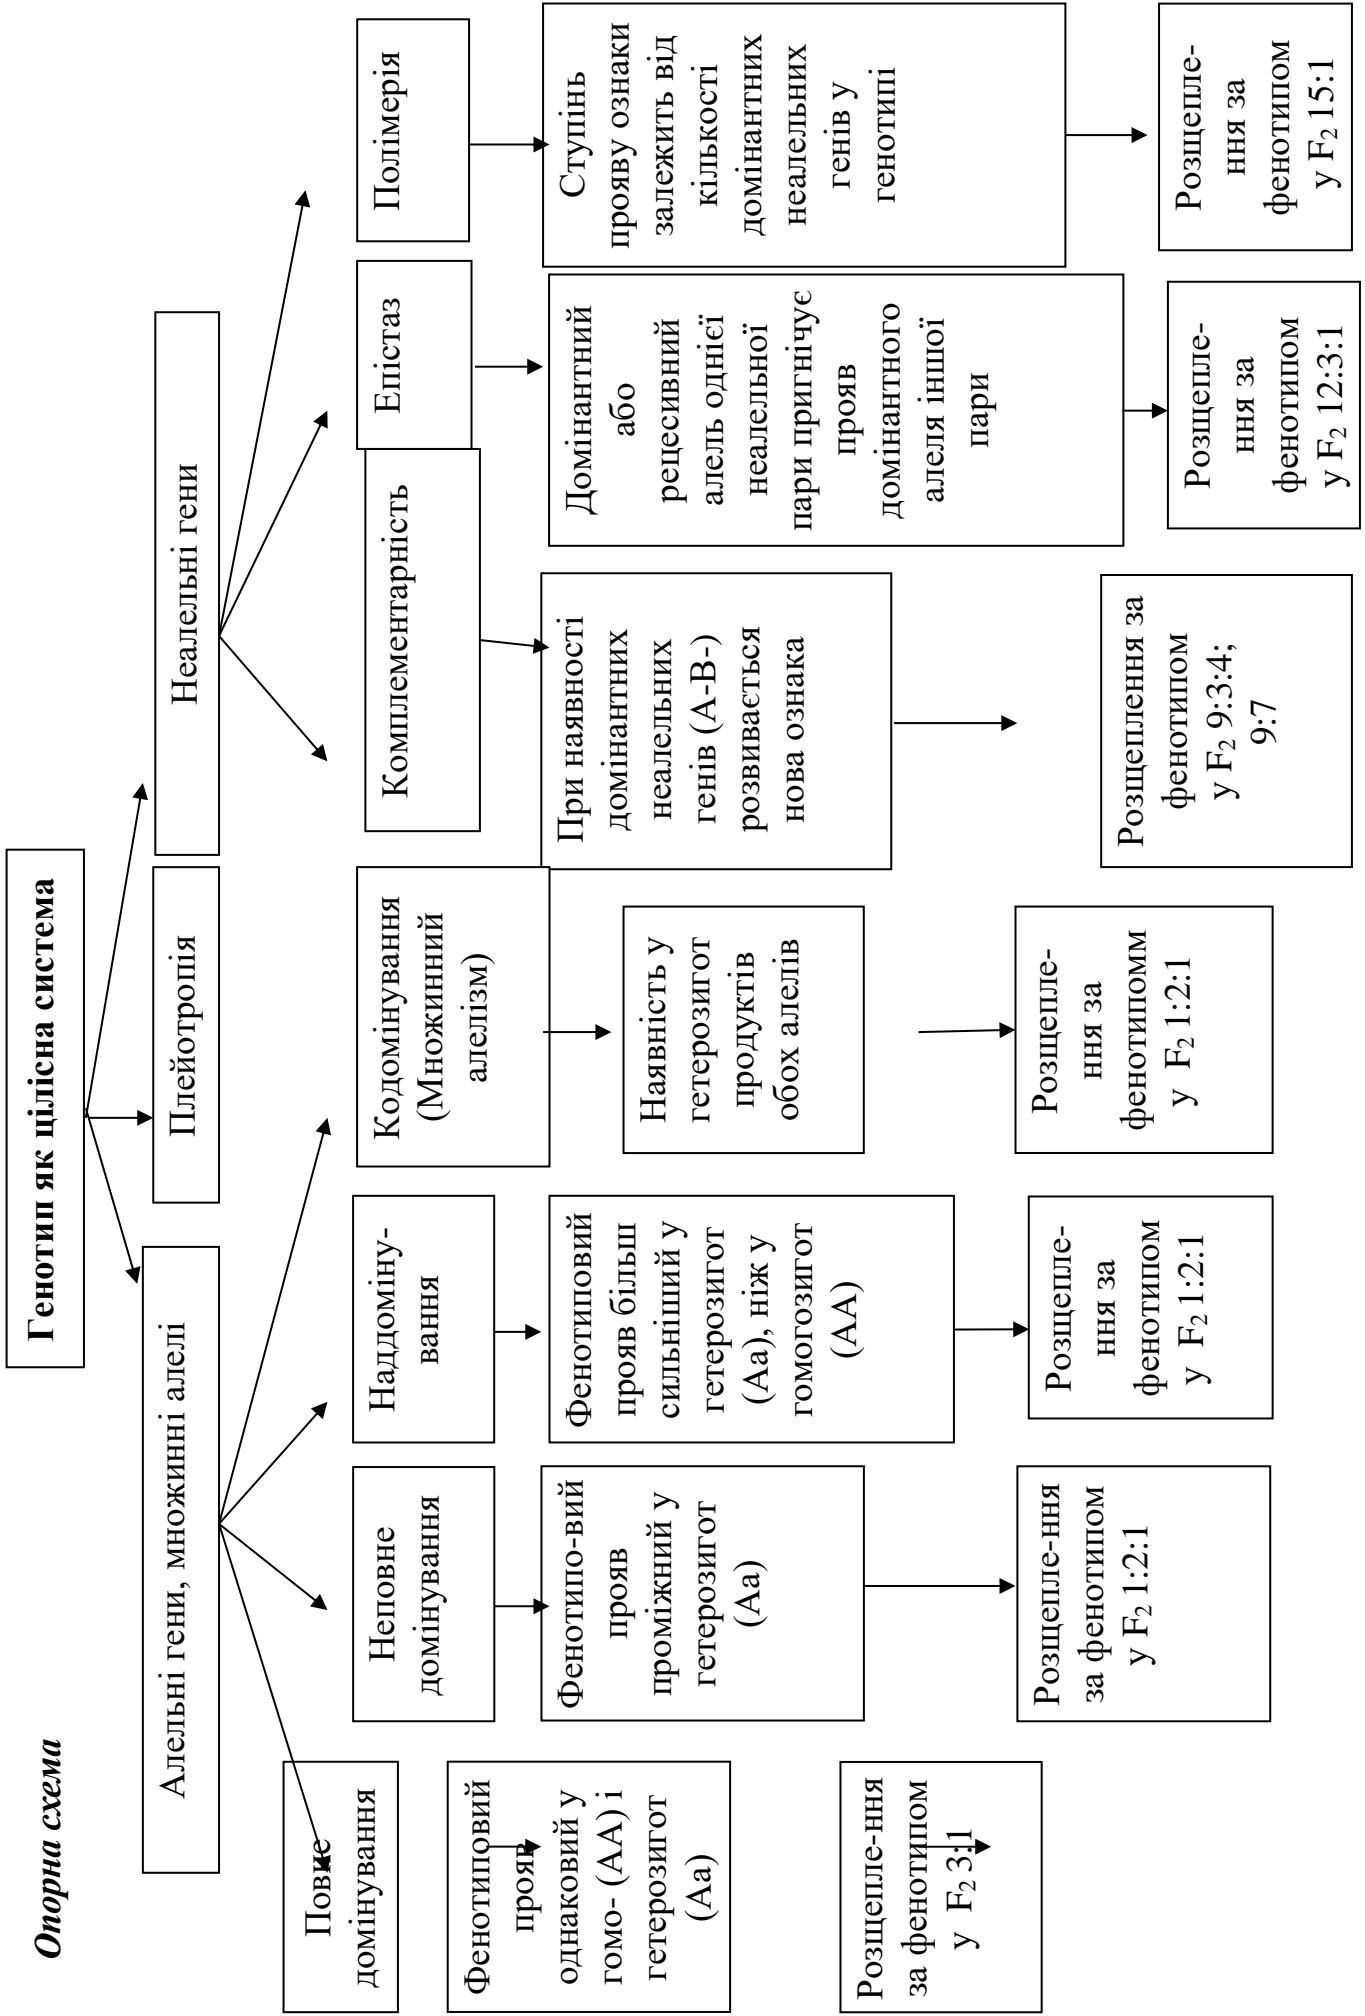 Опорна схема
Генотип як цілісна система
Алельні гени, множинні алелі
Плейотропія
Неалельні гени
Повне
домінування
Неповне
домінування
Наддоміну-
вання
Кодомінування
(Множинний
алелізм)
Комплементарність
Епістаз
Полімерія
Фенотиповий
прояв
однаковий у
гомо- (АА) і
гетерозигот
(Аа)
Фенотипо-вий
прояв
проміжний у
гетерозигот
(Аа)
Фенотиповий
прояв більш
сильніший у
гетерозигот
(Аа), ніж у
гомогозигот
(АА)
Наявність у
гетерозигот
продуктів
обох алелів
При наявності
домінантних
неалельних
генів (А-В-)
розвивається
нова ознака
Домінантний
або
рецесивний
алель однієї
неалельної
пари пригнічує
прояв
домінантного
алеля іншої
пари
Ступінь
прояву ознаки
залежить від
кількості
домінантних
неалельних
генів у
генотипі
Розщепле-ння
за фенотипом
у F₂ 3:1
Розщепле-ння
за фенотипом
у F₂ 1:2:1
Розщепле-
ння за
фенотипом
у F₂ 1:2:1
Розщепле-
ння за
фенотипомм
у F₂ 1:2:1
Розщеплення за
фенотипом
у F₂ 9:3:4;
9:7
Розщепле-
ння за
фенотипом
у F₂ 12:3:1
Розщепле-
ння за
фенотипом
у F₂ 15:1